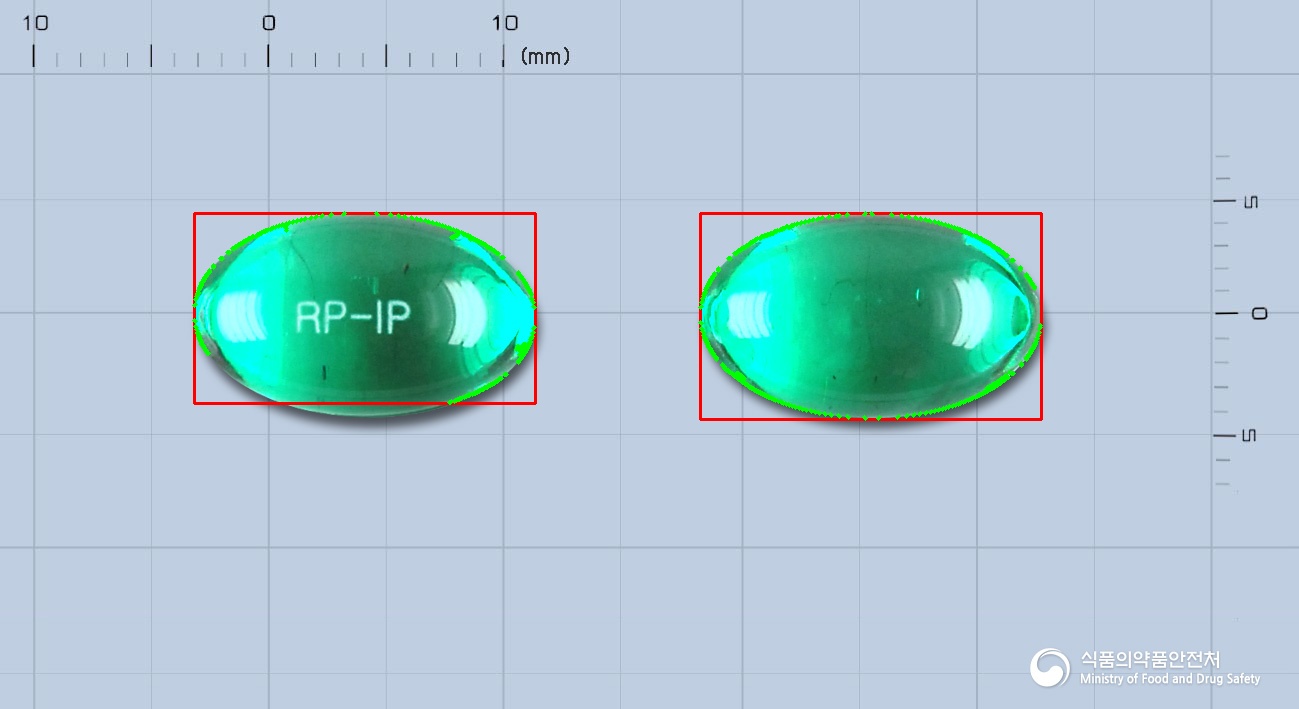 10 0 10
(mm)
5
RP-IP
0
5
식품의약품안전처
Ministry of Food and Drug Safety